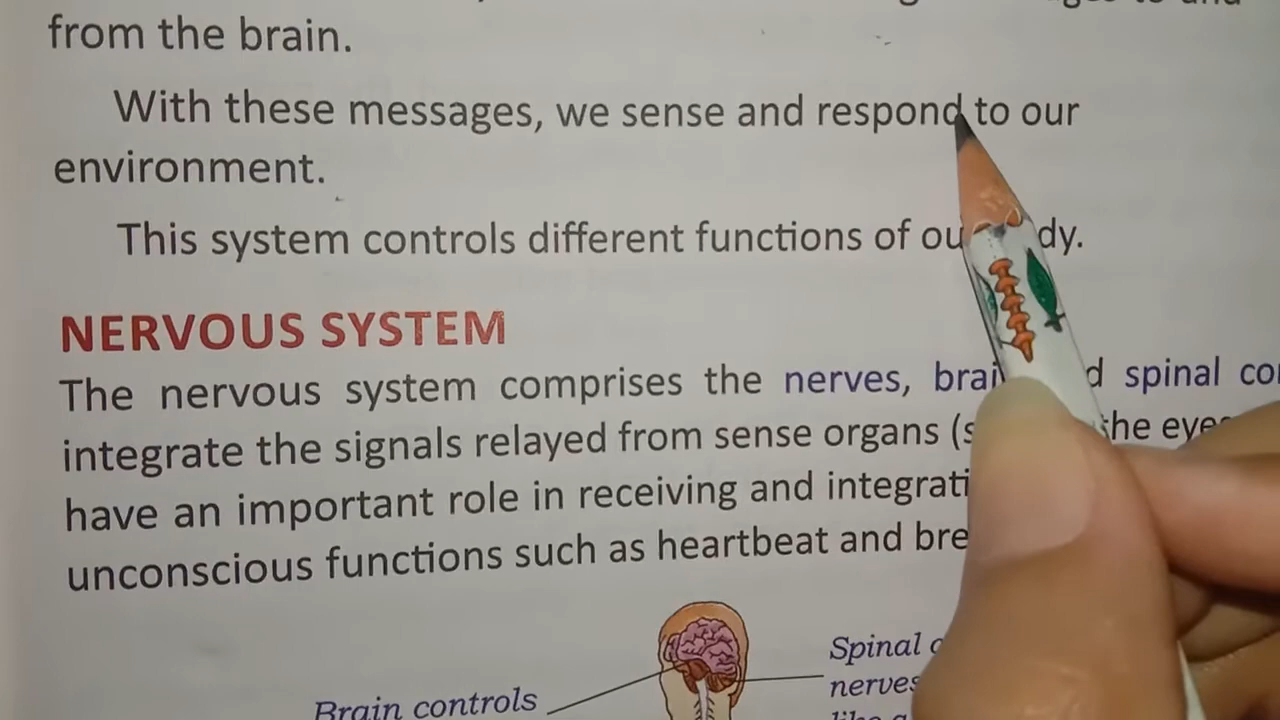 from the brain.
With these messages, we sense and respond to our
environment.
This system controls different functions of
NERVOUS SYSTEM
The nervous system comprises the nerves, spinal
integrate the signals relayed from sense organs the
have an important role in receiving and
unconscious functions such as heartbeat and
Spinal
Brain controls
nerves